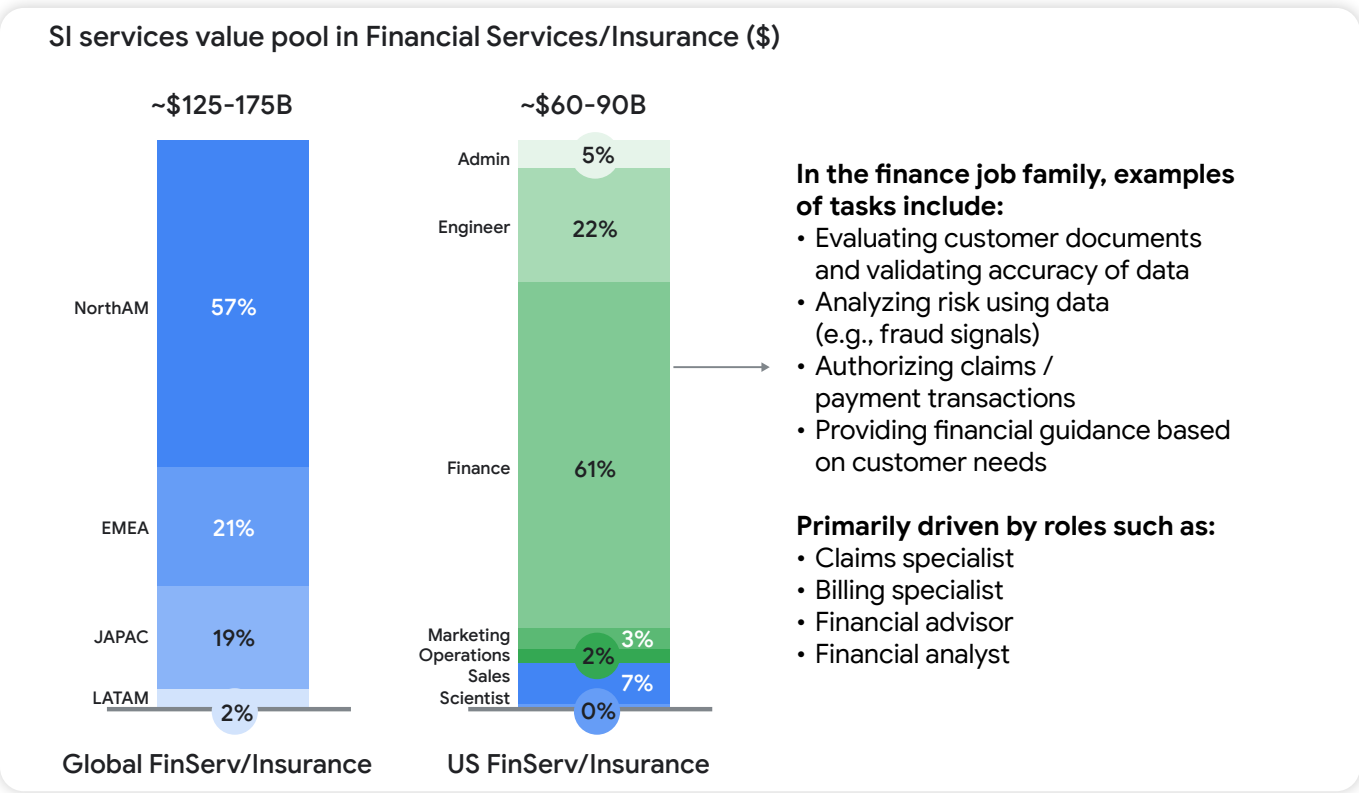 SI services value pool in Financial Services/Insurance ($)
~$125-175B
NorthAM
57%
EMEA
21%
JAPAC
19%
LATAM
2%
Global FinServ/Insurance
~$60-90B
Admin
5%
Engineer
22%
Finance
61%
Marketing
3%
Operations
2%
Sales
7%
Scientist
0%
US FinServ/Insurance
In the finance job family, examples
of tasks include:
• Evaluating customer documents
and validating accuracy of data
• Analyzing risk using data
(e.g., fraud signals)
• Authorizing claims /
payment transactions
• Providing financial guidance based
on customer needs
Primarily driven by roles such as:
• Claims specialist
• Billing specialist
• Financial advisor
• Financial analyst